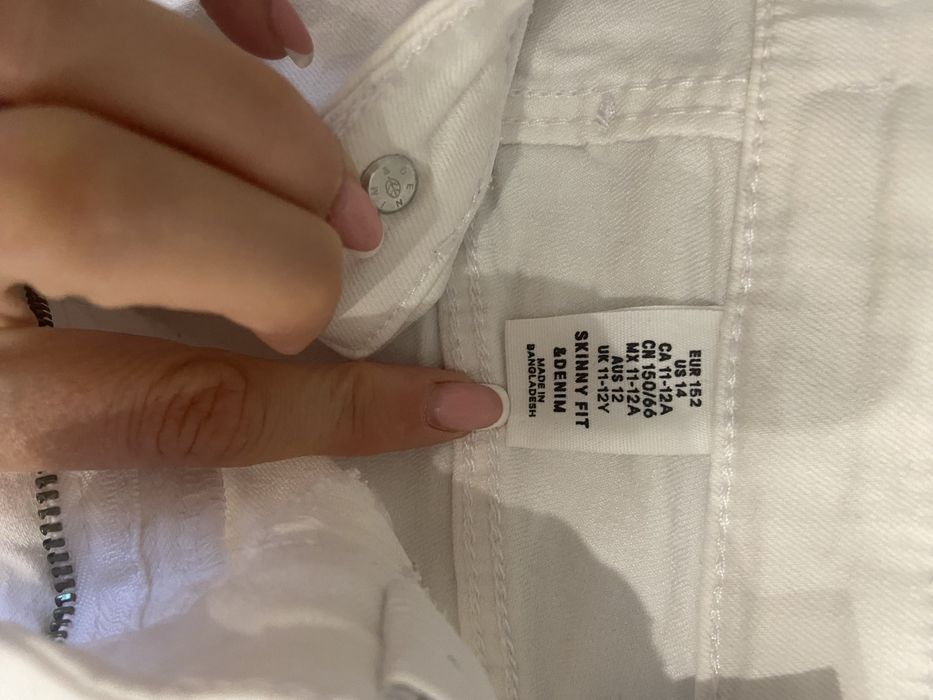 EUR 152
US 14
CA 11-12A
CN 150/66
MX 11-12A
AUS 12
UK 11-12Y
SKINNY FIT
&DENIM
MADE IN
BANGLADESH
DENIM